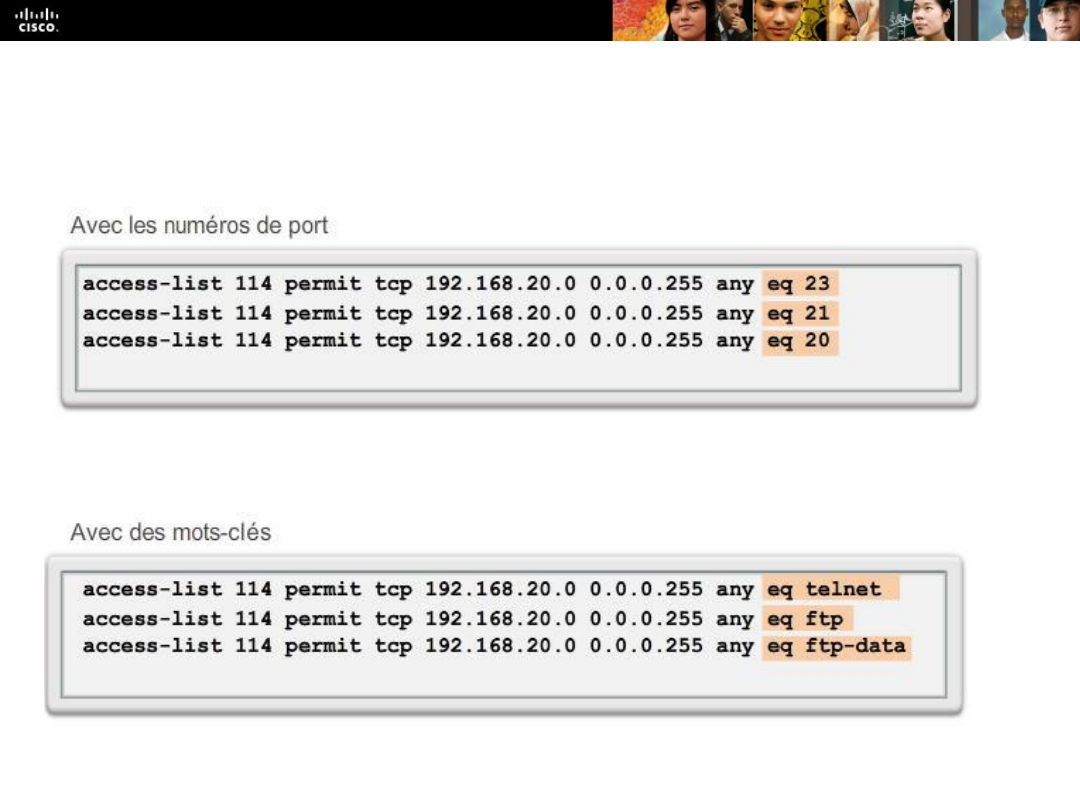 CISCO.
Avec les numéros de port
access-list 114 permit tcp 192.168.20.0 0.0.0.255 any eq 23
access-list 114 permit tcp 192.168.20.0 0.0.0.255 any eq 21
access-list 114 permit tcp 192.168.20.0 0.0.0.255 any eq 20
Avec des mots-clés
access-list 114 permit tcp 192.168.20.0 0.0.0.255 any eq telnet
access-list 114 permit tcp 192.168.20.0 0.0.0.255 any eq ftp
access-list 114 permit tcp 192.168.20.0 0.0.0.255 any eq ftp-data